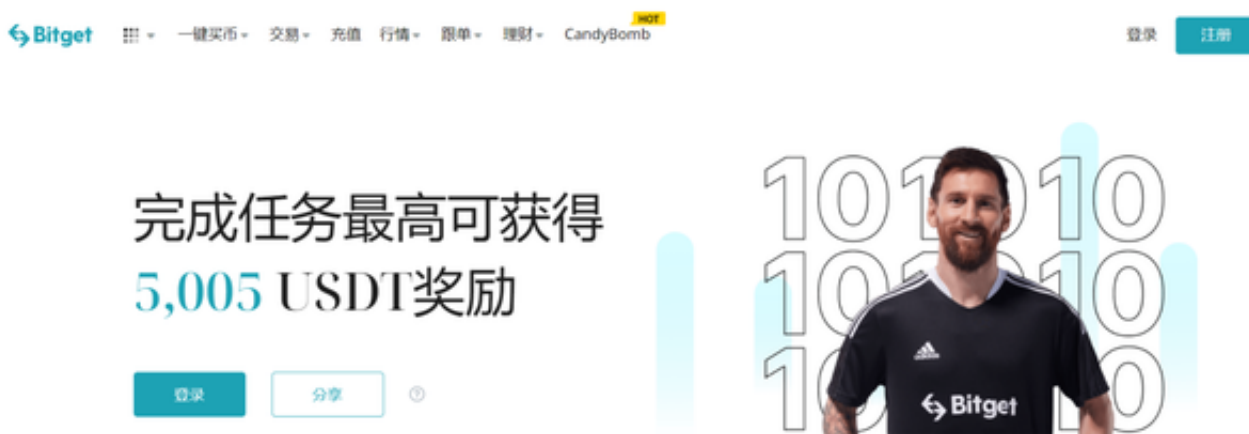 Bitget 一键买币 交易 充值 行情 跟单 理财 CandyBomb HOT 登录 注册
完成任务最高可获得
5,005 USDT奖励
登录 分享
101010
101010
101010
adidas
Bitget